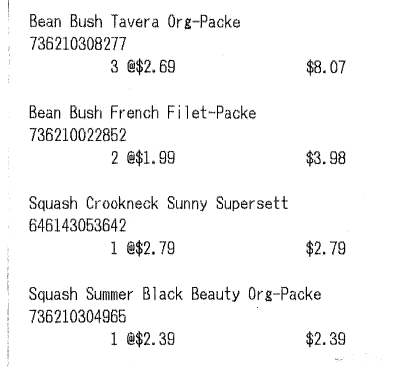 Bean Bush Tavera Org-Packe
736210308277
3 @$2.69 $8.07
Bean Bush French Filet-Packe
736210022852
2 @$1.99 $3.98
Squash Crookneck Sunny Supersett
646143053642
1 @$2.79 $2.79
Squash Summer Black Beauty Org-Packe
736210304965
1 @$2.39 $2.39